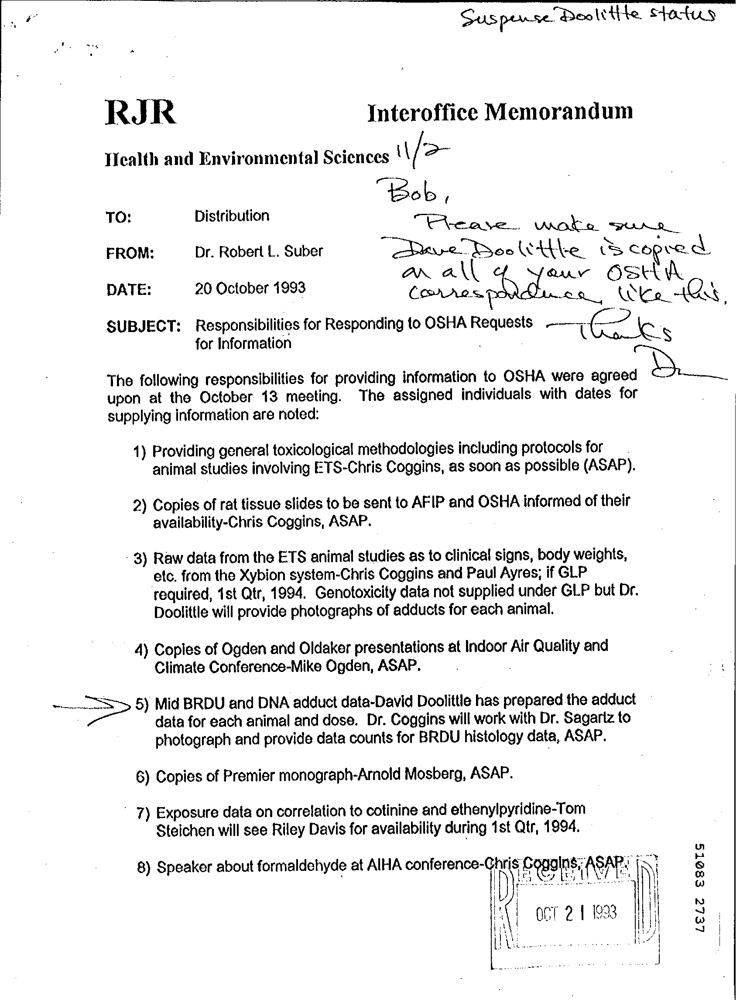 Suspense Doolittle status
RJR
Interoffice Memorandum
Health and Environmental Sciences
11/2
Bob,
Please make sure
Dave Doolittle is copied
on all of your OSHA
correspondence, like this.
Thanks
TO: Distribution
FROM: Dr. Robert L. Suber
DATE: 20 October 1993
SUBJECT: Responsibilities for Responding to OSHA Requests
for Information
The following responsibilities for providing information to OSHA were agreed
upon at the October 13 meeting. The assigned individuals with dates for
supplying information are noted:
1) Providing general toxicological methodologies including protocols for
animal studies involving ETS-Chris Coggins, as soon as possible (ASAP).
2) Copies of rat tissue slides to be sent to AFIP and OSHA informed of their
availability-Chris Coggins, ASAP.
3) Raw data from the ETS animal studies as to clinical signs, body weights,
etc. from the Xybion system-Chris Coggins and Paul Ayres; if GLP
required, 1st Qtr, 1994. Genotoxicity data not supplied under GLP but Dr.
Doolittle will provide photographs of adducts for each animal.
4) Copies of Ogden and Oldaker presentations at Indoor Air Quality and
Climate Conference-Mike Ogden, ASAP.
5) Mid BRDU and DNA adduct data-David Doolittle has prepared the adduct
data for each animal and dose. Dr. Coggins will work with Dr. Sagartz to
photograph and provide data counts for BRDU histology data, ASAP.
6) Copies of Premier monograph-Arnold Mosberg, ASAP.
7) Exposure data on correlation to cotinine and ethenylpyridine-Tom
Steichen will see Riley Davis for availability during 1st Qtr, 1994.
8) Speaker about formaldehyde at AIHA conference-Chris Coggins, ASAP.
RECEIVED
OCT 21 1993
51083 2737